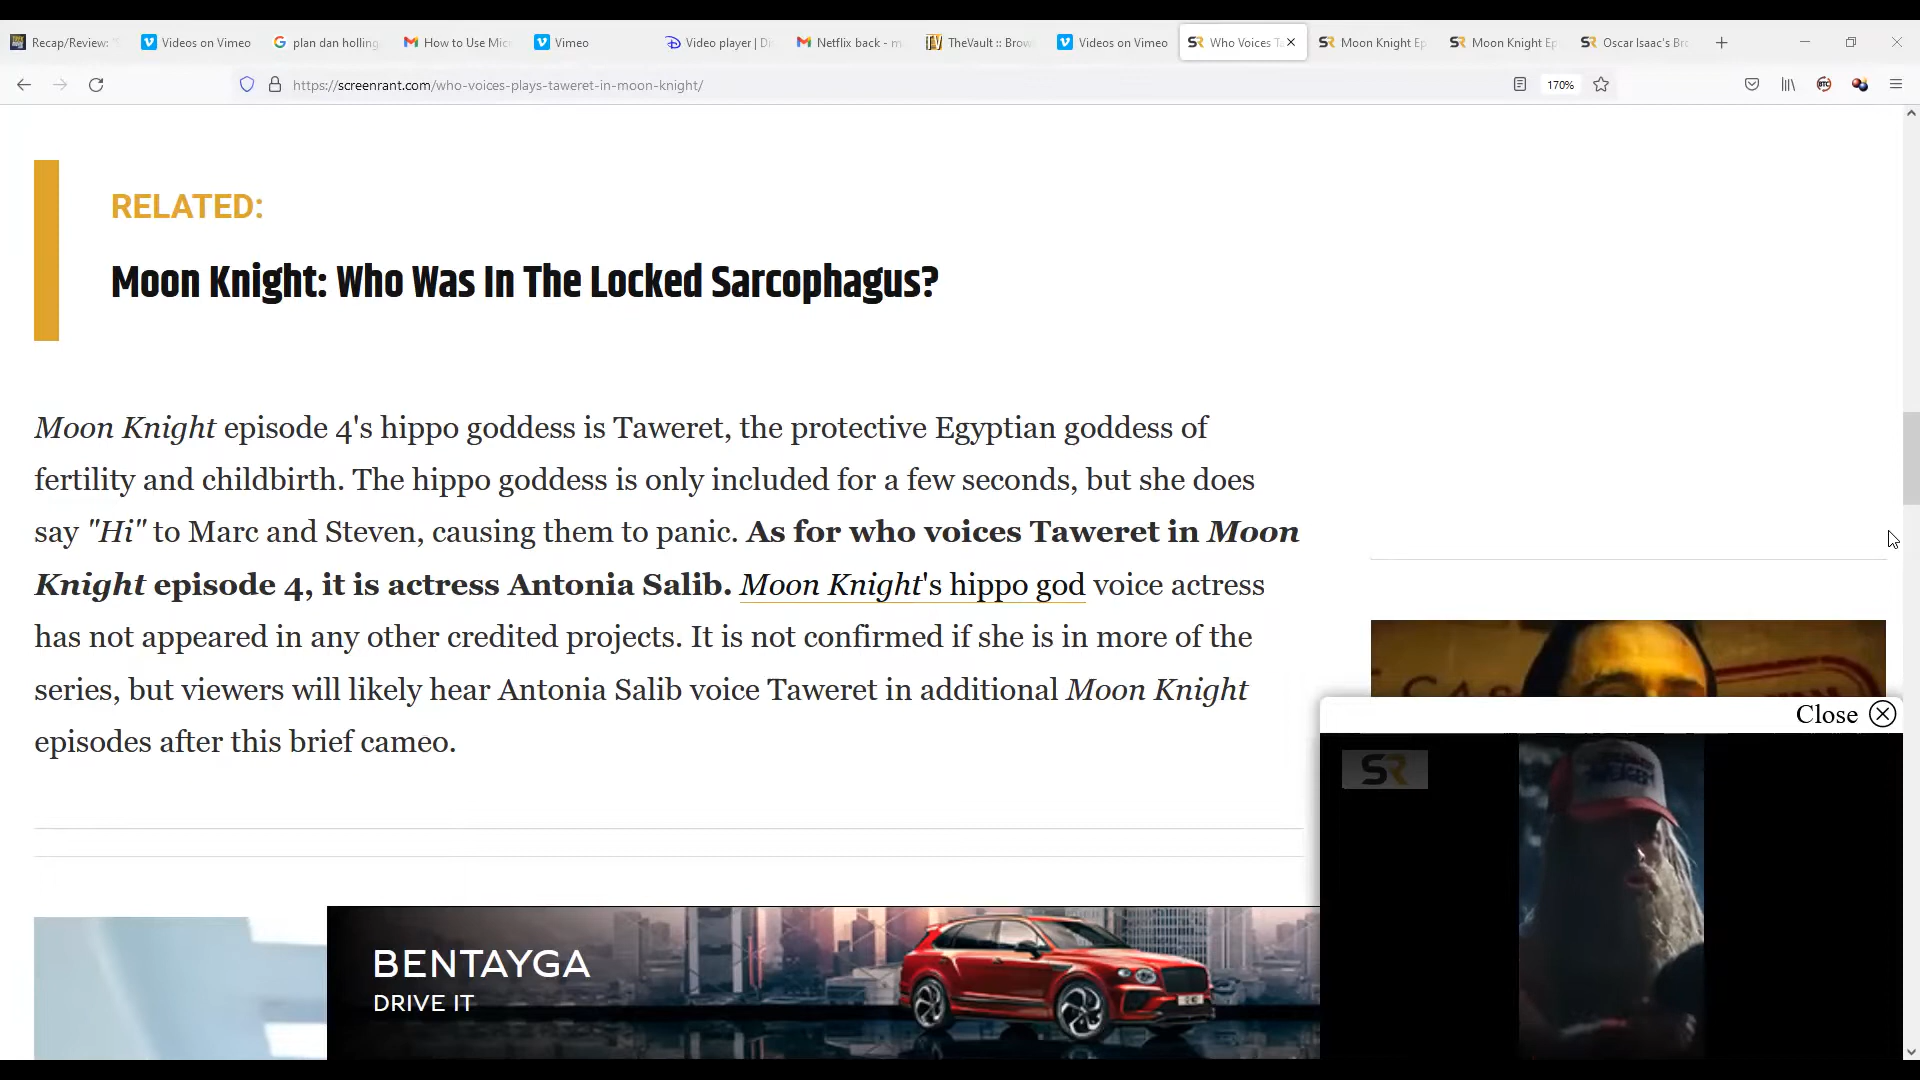 Recap/Review: "
Videos on Vimeo
plan dan holling
How to Use Mic
Vimeo
Video player | Di
Netflix back - m
TheVault :: Brow
Videos on Vimeo
Who Voices T
Moon Knight Ep
Moon Knight Ep
Oscar Isaac's Bro
https://screenrant.com/who-voices-plays-taweret-in-moon-knight/
170%
RELATED:
Moon Knight: Who Was In The Locked Sarcophagus?
Moon Knight episode 4's hippo goddess is Taweret, the protective Egyptian goddess of
fertility and childbirth. The hippo goddess is only included for a few seconds, but she does
say "Hi" to Marc and Steven, causing them to panic. As for who voices Taweret in Moon
Knight episode 4, it is actress Antonia Salib. Moon Knight's hippo god voice actress
has not appeared in any other credited projects. It is not confirmed if she is in more of the
series, but viewers will likely hear Antonia Salib voice Taweret in additional Moon Knight
episodes after this brief cameo.
Close
SR
BENTAYGA
DRIVE IT